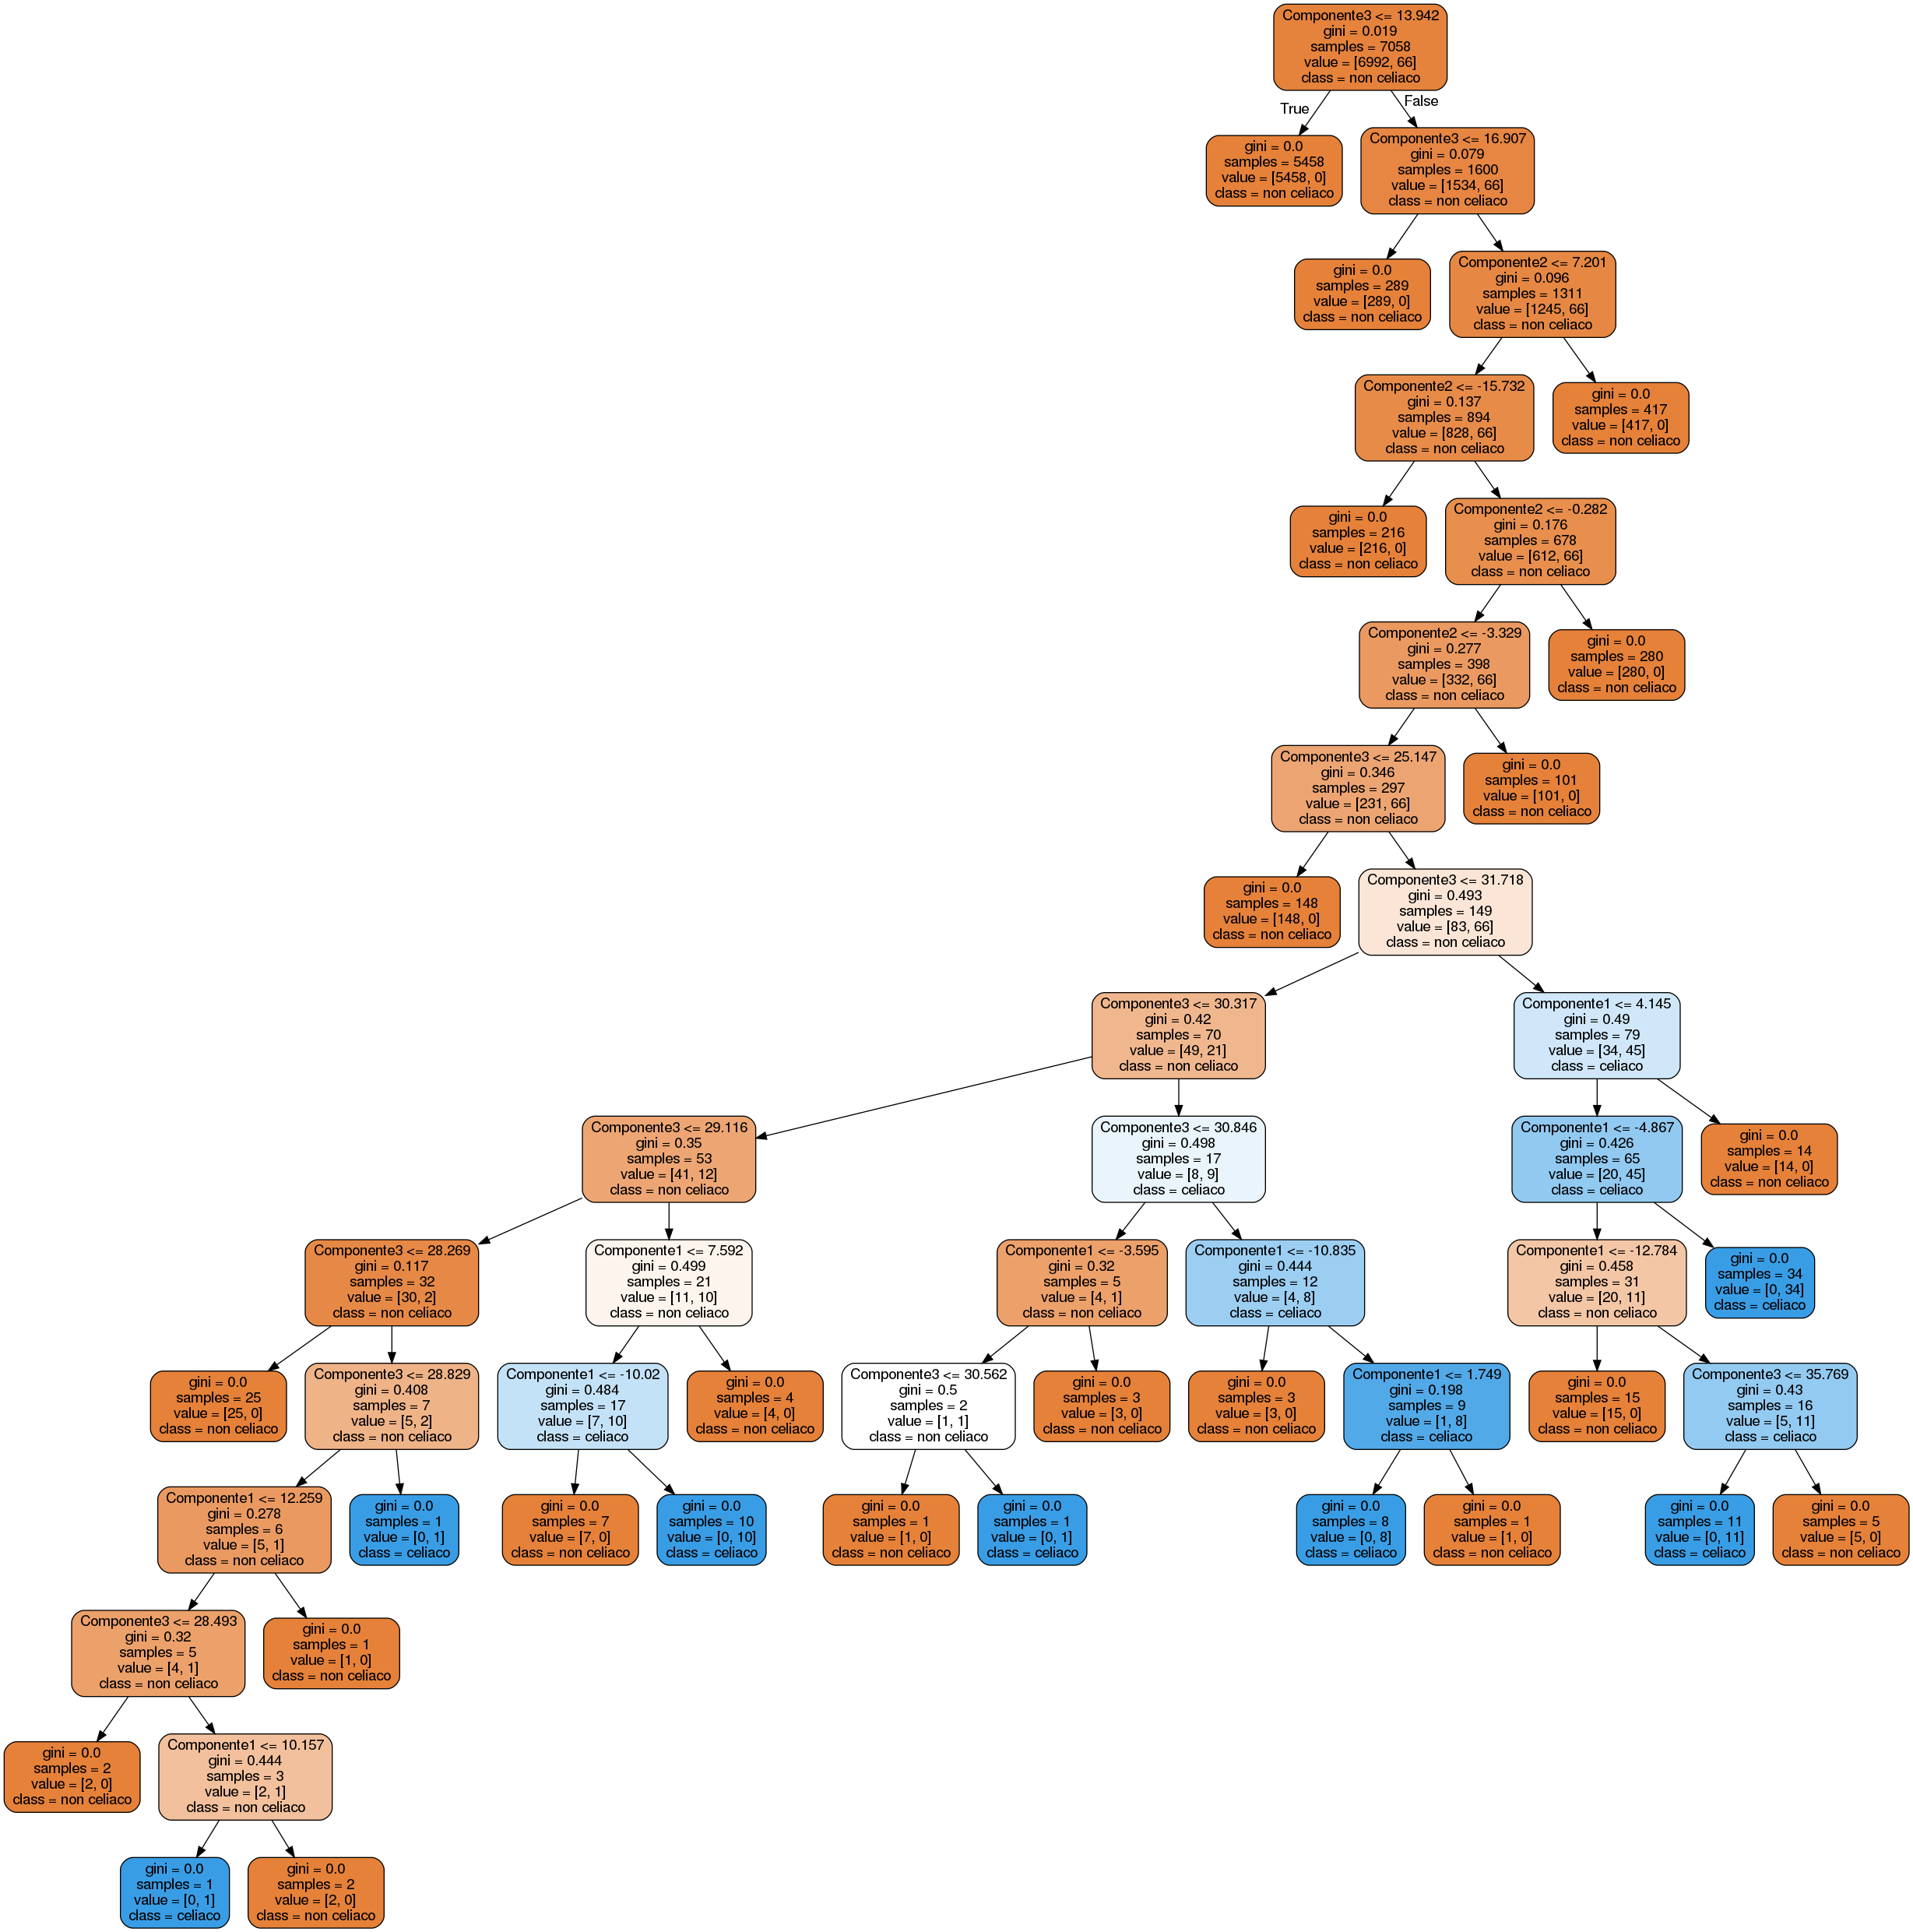 Componente3 <= 13.942
gini = 0.019
samples = 7058
value = [6992, 66]
class = non celiaco
True
False
gini = 0.0
samples = 5458
value = [5458, 0]
class = non celiaco
Componente3 <= 16.907
gini = 0.079
samples = 1600
value = [1534, 66]
class = non celiaco
gini = 0.0
samples = 289
value = [289, 0]
class = non celiaco
Componente2 <= 7.201
gini = 0.096
samples = 1311
value = [1245, 66]
class = non celiaco
Componente2 <= -15.732
gini = 0.137
samples = 894
value = [828, 66]
class = non celiaco
gini = 0.0
samples = 417
value = [417, 0]
class = non celiaco
gini = 0.0
samples = 216
value = [216, 0]
class = non celiaco
Componente2 <= -0.282
gini = 0.176
samples = 678
value = [612, 66]
class = non celiaco
Componente2 <= -3.329
gini = 0.277
samples = 398
value = [332, 66]
class = non celiaco
gini = 0.0
samples = 280
value = [280, 0]
class = non celiaco
Componente3 <= 25.147
gini = 0.346
samples = 297
value = [231, 66]
class = non celiaco
gini = 0.0
samples = 101
value = [101, 0]
class = non celiaco
gini = 0.0
samples = 148
value = [148, 0]
class = non celiaco
Componente3 <= 31.718
gini = 0.493
samples = 149
value = [83, 66]
class = non celiaco
Componente3 <= 30.317
gini = 0.42
samples = 70
value = [49, 21]
class = non celiaco
Componente1 <= 4.145
gini = 0.49
samples = 79
value = [34, 45]
class = celiaco
Componente3 <= 29.116
gini = 0.35
samples = 53
value = [41, 12]
class = non celiaco
Componente3 <= 30.846
gini = 0.498
samples = 17
value = [8, 9]
class = celiaco
Componente1 <= -4.867
gini = 0.426
samples = 65
value = [20, 45]
class = celiaco
gini = 0.0
samples = 14
value = [14, 0]
class = non celiaco
Componente3 <= 28.269
gini = 0.117
samples = 32
value = [30, 2]
class = non celiaco
Componente1 <= 7.592
gini = 0.499
samples = 21
value = [11, 10]
class = non celiaco
Componente1 <= -3.595
gini = 0.32
samples = 5
value = [4, 1]
class = non celiaco
Componente1 <= -10.835
gini = 0.444
samples = 12
value = [4, 8]
class = celiaco
Componente1 <= -12.784
gini = 0.458
samples = 31
value = [20, 11]
class = non celiaco
gini = 0.0
samples = 34
value = [0, 34]
class = celiaco
gini = 0.0
samples = 25
value = [25, 0]
class = non celiaco
Componente3 <= 28.829
gini = 0.408
samples = 7
value = [5, 2]
class = non celiaco
Componente1 <= -10.02
gini = 0.484
samples = 17
value = [7, 10]
class = celiaco
gini = 0.0
samples = 4
value = [4, 0]
class = non celiaco
Componente3 <= 30.562
gini = 0.5
samples = 2
value = [1, 1]
class = non celiaco
gini = 0.0
samples = 3
value = [3, 0]
class = non celiaco
gini = 0.0
samples = 3
value = [3, 0]
class = non celiaco
Componente1 <= 1.749
gini = 0.198
samples = 9
value = [1, 8]
class = celiaco
gini = 0.0
samples = 15
value = [15, 0]
class = non celiaco
Componente3 <= 35.769
gini = 0.43
samples = 16
value = [5, 11]
class = celiaco
Componente1 <= 12.259
gini = 0.278
samples = 6
value = [5, 1]
class = non celiaco
gini = 0.0
samples = 1
value = [0, 1]
class = celiaco
gini = 0.0
samples = 7
value = [7, 0]
class = non celiaco
gini = 0.0
samples = 10
value = [0, 10]
class = celiaco
gini = 0.0
samples = 1
value = [1, 0]
class = non celiaco
gini = 0.0
samples = 1
value = [0, 1]
class = celiaco
gini = 0.0
samples = 8
value = [0, 8]
class = celiaco
gini = 0.0
samples = 1
value = [1, 0]
class = non celiaco
gini = 0.0
samples = 11
value = [0, 11]
class = celiaco
gini = 0.0
samples = 5
value = [5, 0]
class = non celiaco
Componente3 <= 28.493
gini = 0.32
samples = 5
value = [4, 1]
class = non celiaco
gini = 0.0
samples = 1
value = [1, 0]
class = non celiaco
gini = 0.0
samples = 2
value = [2, 0]
class = non celiaco
Componente1 <= 10.157
gini = 0.444
samples = 3
value = [2, 1]
class = non celiaco
gini = 0.0
samples = 1
value = [0, 1]
class = celiaco
gini = 0.0
samples = 2
value = [2, 0]
class = non celiaco